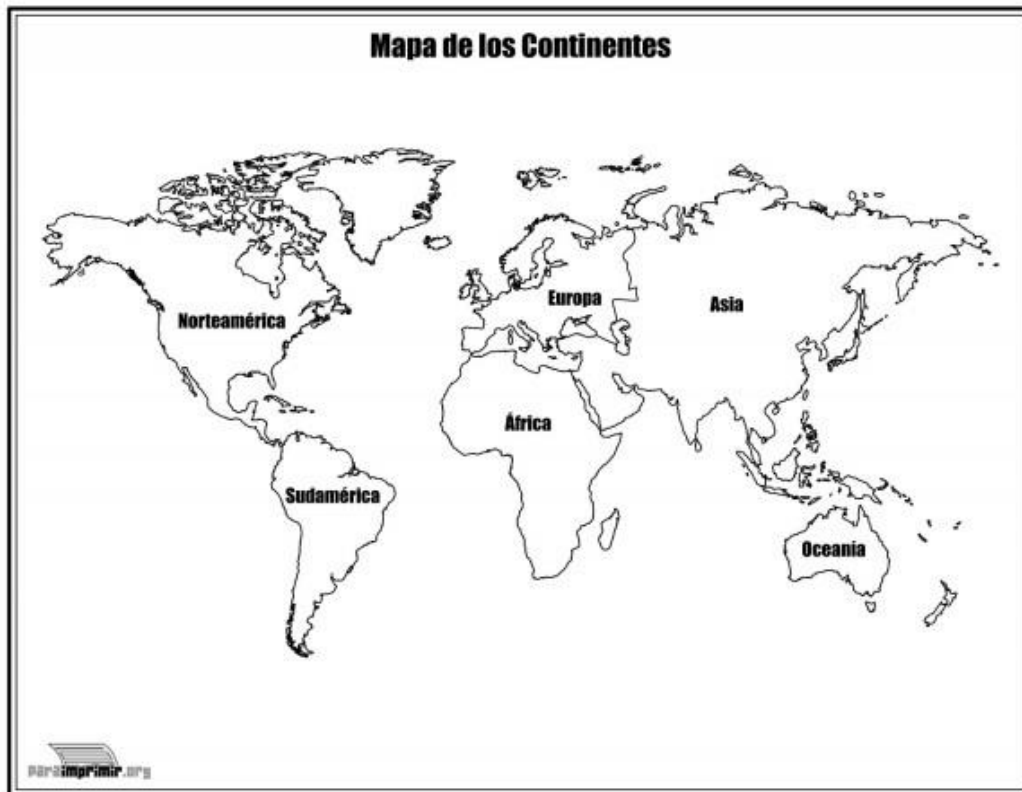 Mapa de los Continentes
Norteamérica
Europa
Asia
África
Sudamérica
Oceanía
paraimprimir.org